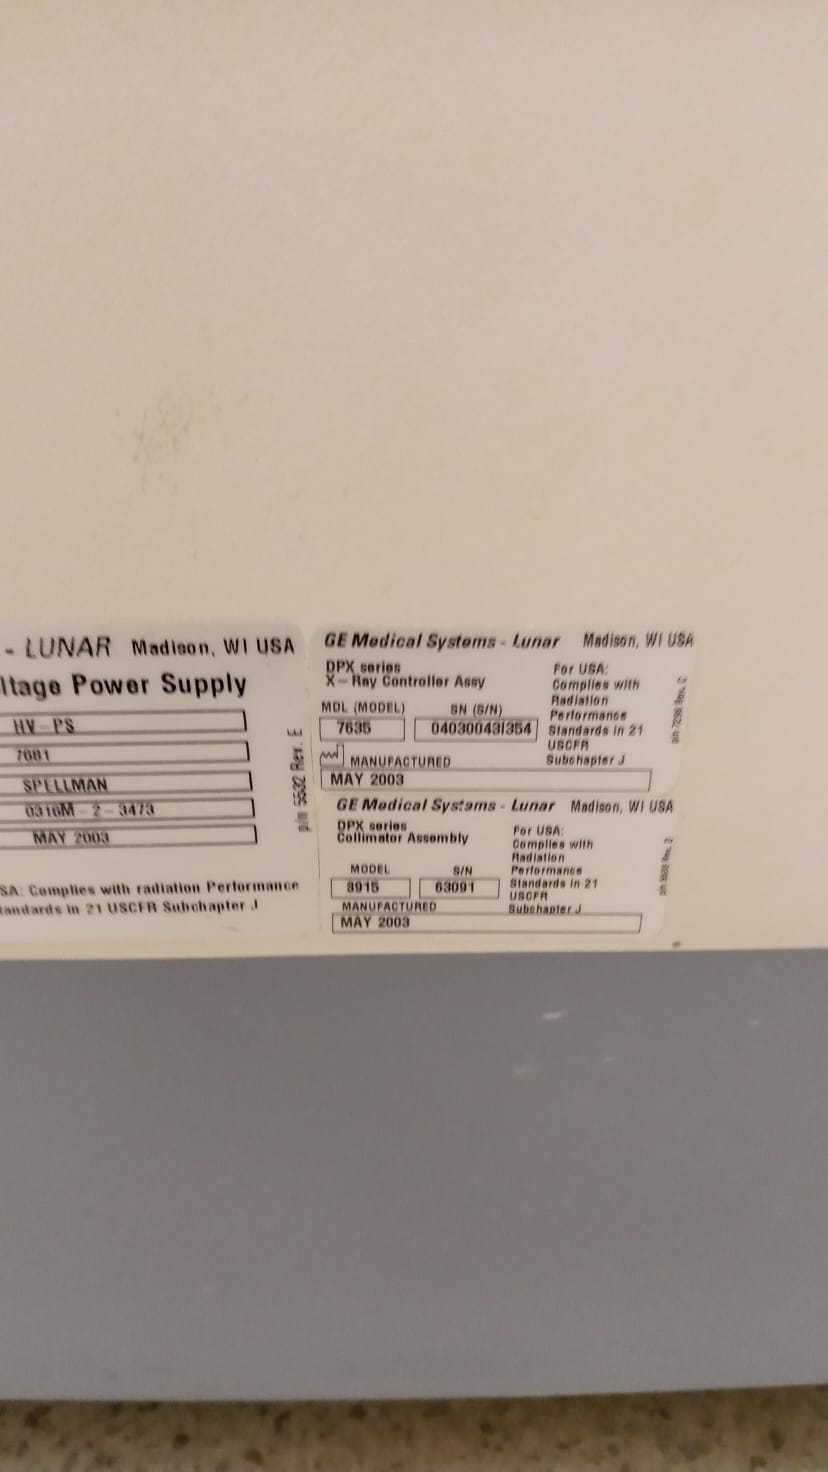 - LUNAR Madison, WI USA
ltage Power Supply
HV - PS
7681
SPELLMAN
0316M - 2 - 3473
MAY 2003
SA: Complies with radiation Performance
tandards in 21 USCFR Subchapter J
p/n 5532 Rev. E
GE Medical Systems - Lunar Madison, WI USA
DPX series
X - Ray Controller Assy
MDL (MODEL) SN (S/N)
7635 040300431354
MANUFACTURED
MAY 2003
For USA:
Complies with
Radiation
Performance
Standards in 21
USCFR
Subchapter J
GE Medical Systems - Lunar Madison, WI USA
DPX series
Collimator Assembly
MODEL S/N
8915 63091
MANUFACTURED
MAY 2003
For USA:
Complies with
Radiation
Performance
Standards in 21
USCFR
Subchapter J